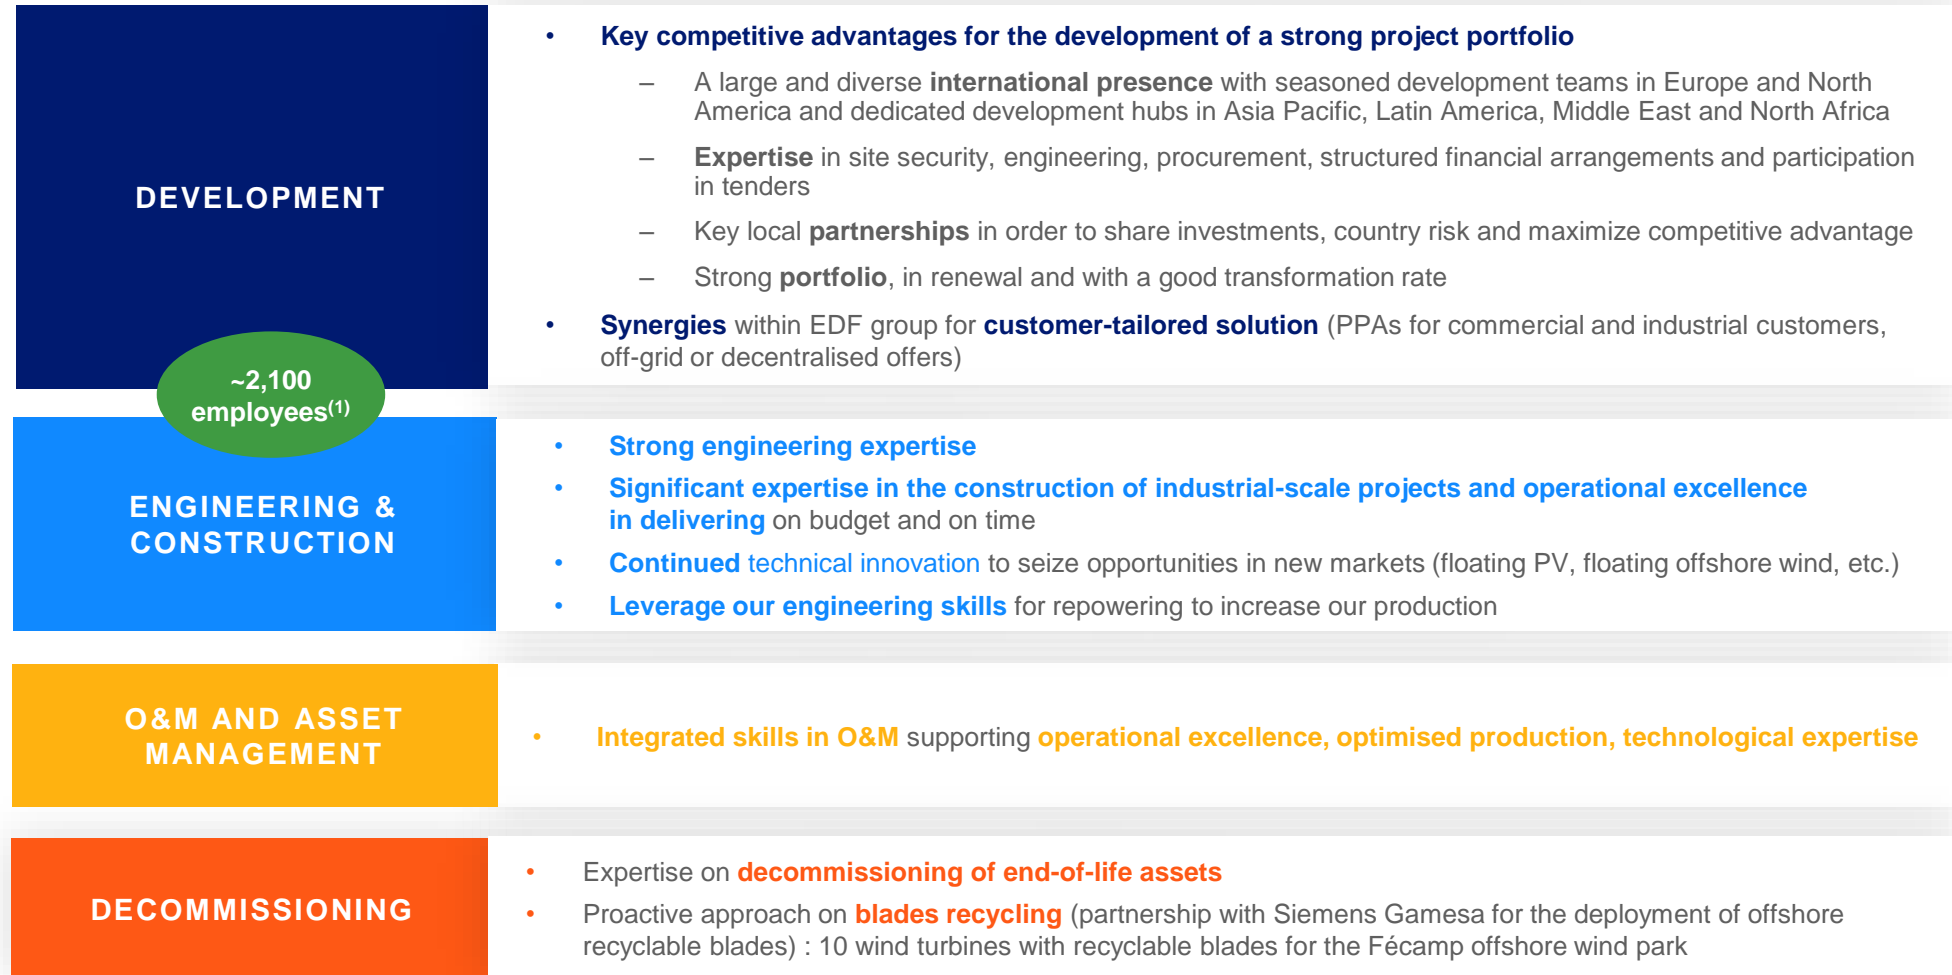 DEVELOPMENT
• Key competitive advantages for the development of a strong project portfolio
– A large and diverse international presence with seasoned development teams in Europe and North
America and dedicated development hubs in Asia Pacific, Latin America, Middle East and North Africa
– Expertise in site security, engineering, procurement, structured financial arrangements and participation
in tenders
– Key local partnerships in order to share investments, country risk and maximize competitive advantage
– Strong portfolio, in renewal and with a good transformation rate
• Synergies within EDF group for customer-tailored solution (PPAs for commercial and industrial customers,
off-grid or decentralised offers)
~2,100
employees(1)
ENGINEERING &
CONSTRUCTION
• Strong engineering expertise
• Significant expertise in the construction of industrial-scale projects and operational excellence
in delivering on budget and on time
• Continued technical innovation to seize opportunities in new markets (floating PV, floating offshore wind, etc.)
• Leverage our engineering skills for repowering to increase our production
O&M AND ASSET
MANAGEMENT
• Integrated skills in O&M supporting operational excellence, optimised production, technological expertise
DECOMMISSIONING
• Expertise on decommissioning of end-of-life assets
• Proactive approach on blades recycling (partnership with Siemens Gamesa for the deployment of offshore
recyclable blades) : 10 wind turbines with recyclable blades for the Fécamp offshore wind park